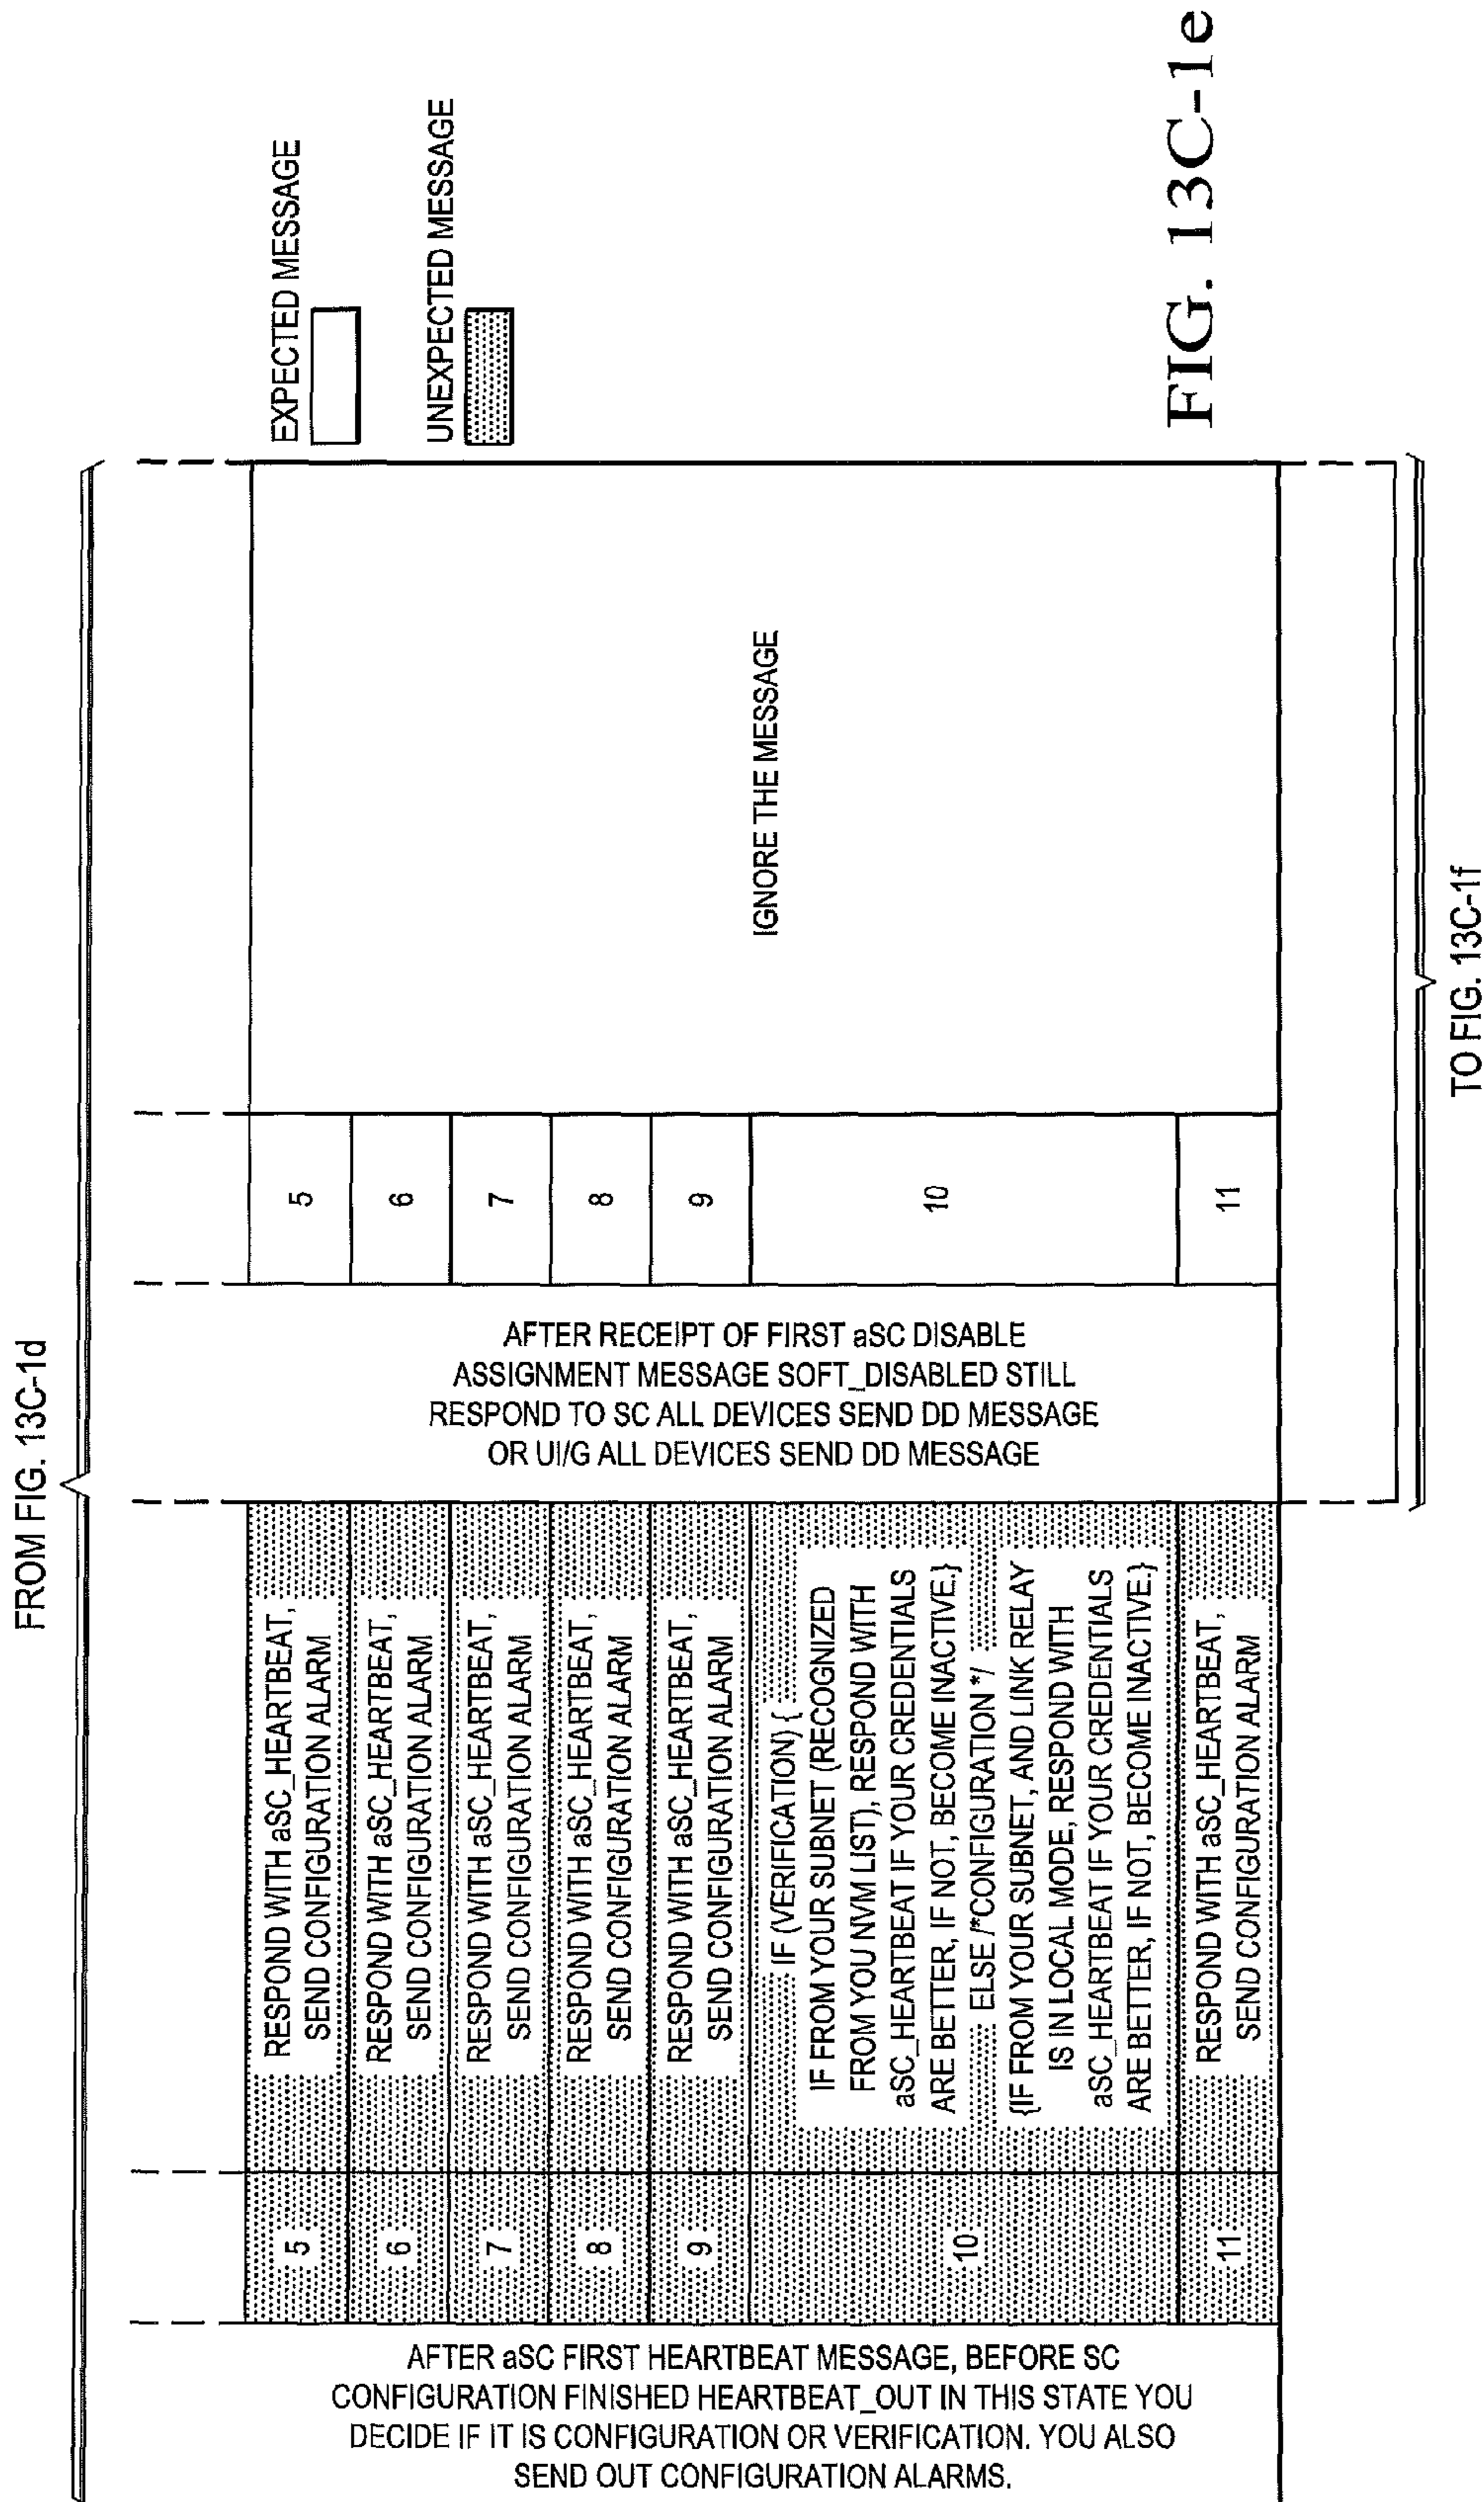 FROM FIG. 13C-1d
AFTER aSC FIRST HEARTBEAT MESSAGE, BEFORE SC
CONFIGURATION FINISHED HEARTBEAT_OUT IN THIS STATE YOU
DECIDE IF IT IS CONFIGURATION OR VERIFICATION. YOU ALSO
SEND OUT CONFIGURATION ALARMS.
5
RESPOND WITH aSC_HEARTBEAT,
SEND CONFIGURATION ALARM
6
RESPOND WITH aSC_HEARTBEAT,
SEND CONFIGURATION ALARM
7
RESPOND WITH aSC_HEARTBEAT,
SEND CONFIGURATION ALARM
8
RESPOND WITH aSC_HEARTBEAT,
SEND CONFIGURATION ALARM
9
RESPOND WITH aSC_HEARTBEAT,
SEND CONFIGURATION ALARM
10
IF (VERIFICATION) {
IF FROM YOUR SUBNET (RECOGNIZED
FROM YOU NVM LIST), RESPOND WITH
aSC_HEARTBEAT IF YOUR CREDENTIALS
ARE BETTER, IF NOT, BECOME INACTIVE.}
ELSE /*CONFIGURATION */
{IF FROM YOUR SUBNET, AND LINK RELAY
IS IN LOCAL MODE, RESPOND WITH
aSC_HEARTBEAT IF YOUR CREDENTIALS
ARE BETTER, IF NOT, BECOME INACTIVE.}
11
RESPOND WITH aSC_HEARTBEAT,
SEND CONFIGURATION ALARM
AFTER RECEIPT OF FIRST aSC DISABLE
ASSIGNMENT MESSAGE SOFT_DISABLED STILL
RESPOND TO SC ALL DEVICES SEND DD MESSAGE
OR UI/G ALL DEVICES SEND DD MESSAGE
5
6
7
8
9
10
11
IGNORE THE MESSAGE
EXPECTED MESSAGE
UNEXPECTED MESSAGE
TO FIG. 13C-1f
FIG. 13C-1e